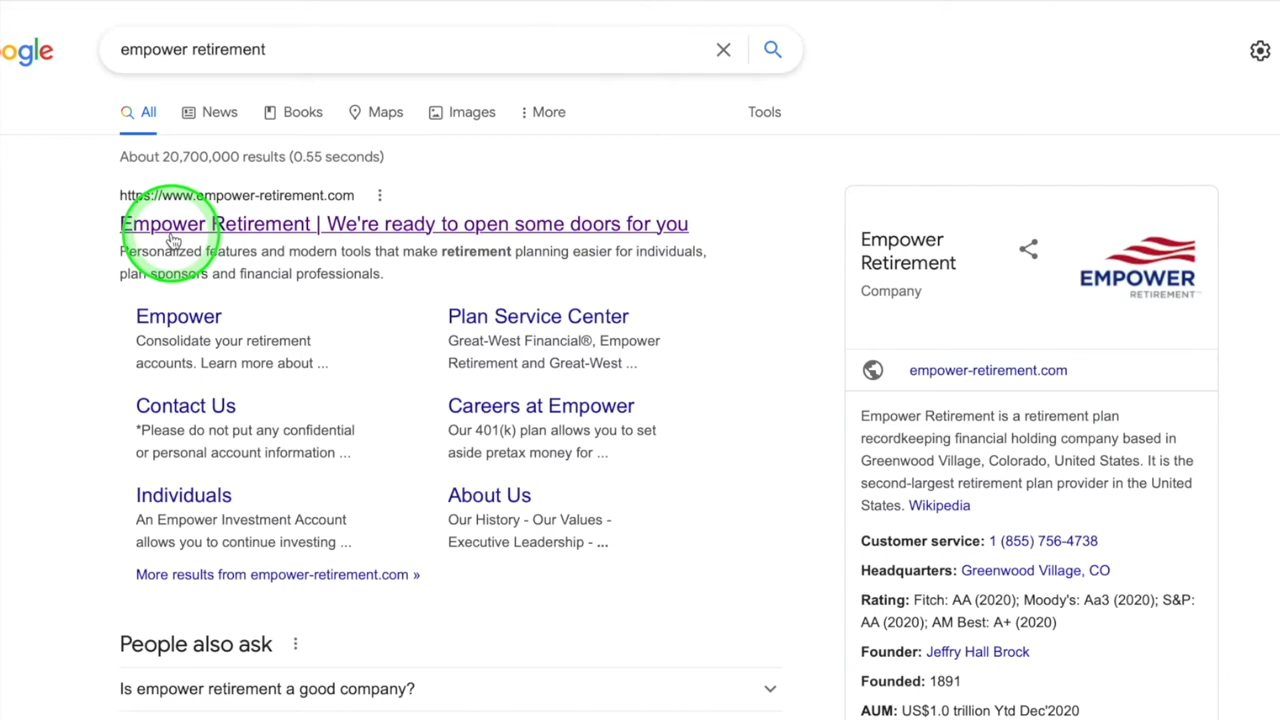 ogle
empower retirement
All
News
Books
Maps
Images
More
Tools
About 20,700,000 results (0.55 seconds)
https://www.empower-retirement.com
Empower Retirement | We're ready to open some doors for you
Personalized features and modern tools that make retirement planning easier for individuals,
plan sponsors and financial professionals.
Empower
Consolidate your retirement
accounts. Learn more about ...
Plan Service Center
Great-West Financial®, Empower
Retirement and Great-West ...
Contact Us
*Please do not put any confidential
or personal account information ...
Careers at Empower
Our 401(k) plan allows you to set
aside pretax money for ...
Individuals
An Empower Investment Account
allows you to continue investing ...
About Us
Our History - Our Values -
Executive Leadership - ...
More results from empower-retirement.com »
People also ask
Is empower retirement a good company?
Empower
Retirement
Company
EMPOWER
RETIREMENT™
empower-retirement.com
Empower Retirement is a retirement plan
recordkeeping financial holding company based in
Greenwood Village, Colorado, United States. It is the
second-largest retirement plan provider in the United
States. Wikipedia
Customer service: 1 (855) 756-4738
Headquarters: Greenwood Village, CO
Rating: Fitch: AA (2020); Moody's: Aa3 (2020); S&P:
AA (2020); AM Best: A+ (2020)
Founder: Jeffry Hall Brock
Founded: 1891
AUM: US$1.0 trillion Ytd Dec'2020